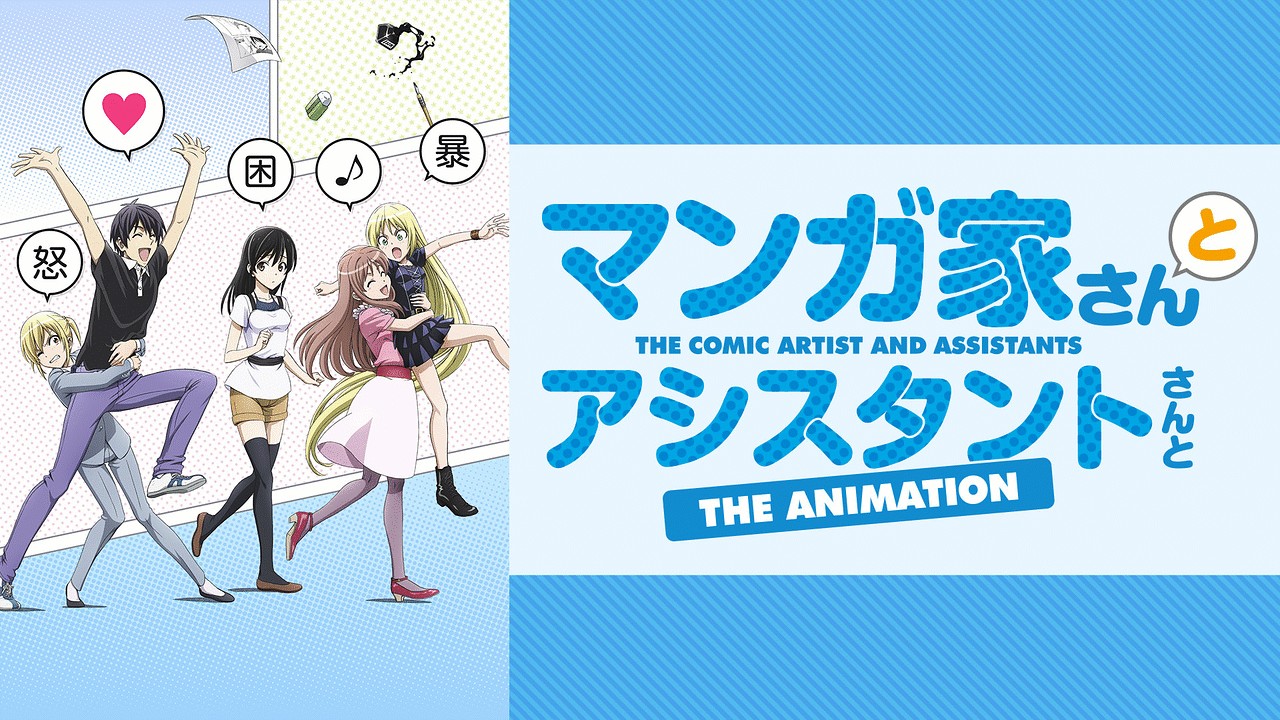 怒
困
暴
マンガ家さん
と
THE COMIC ARTIST AND ASSISTANTS
アシスタント
さんと
THE ANIMATION